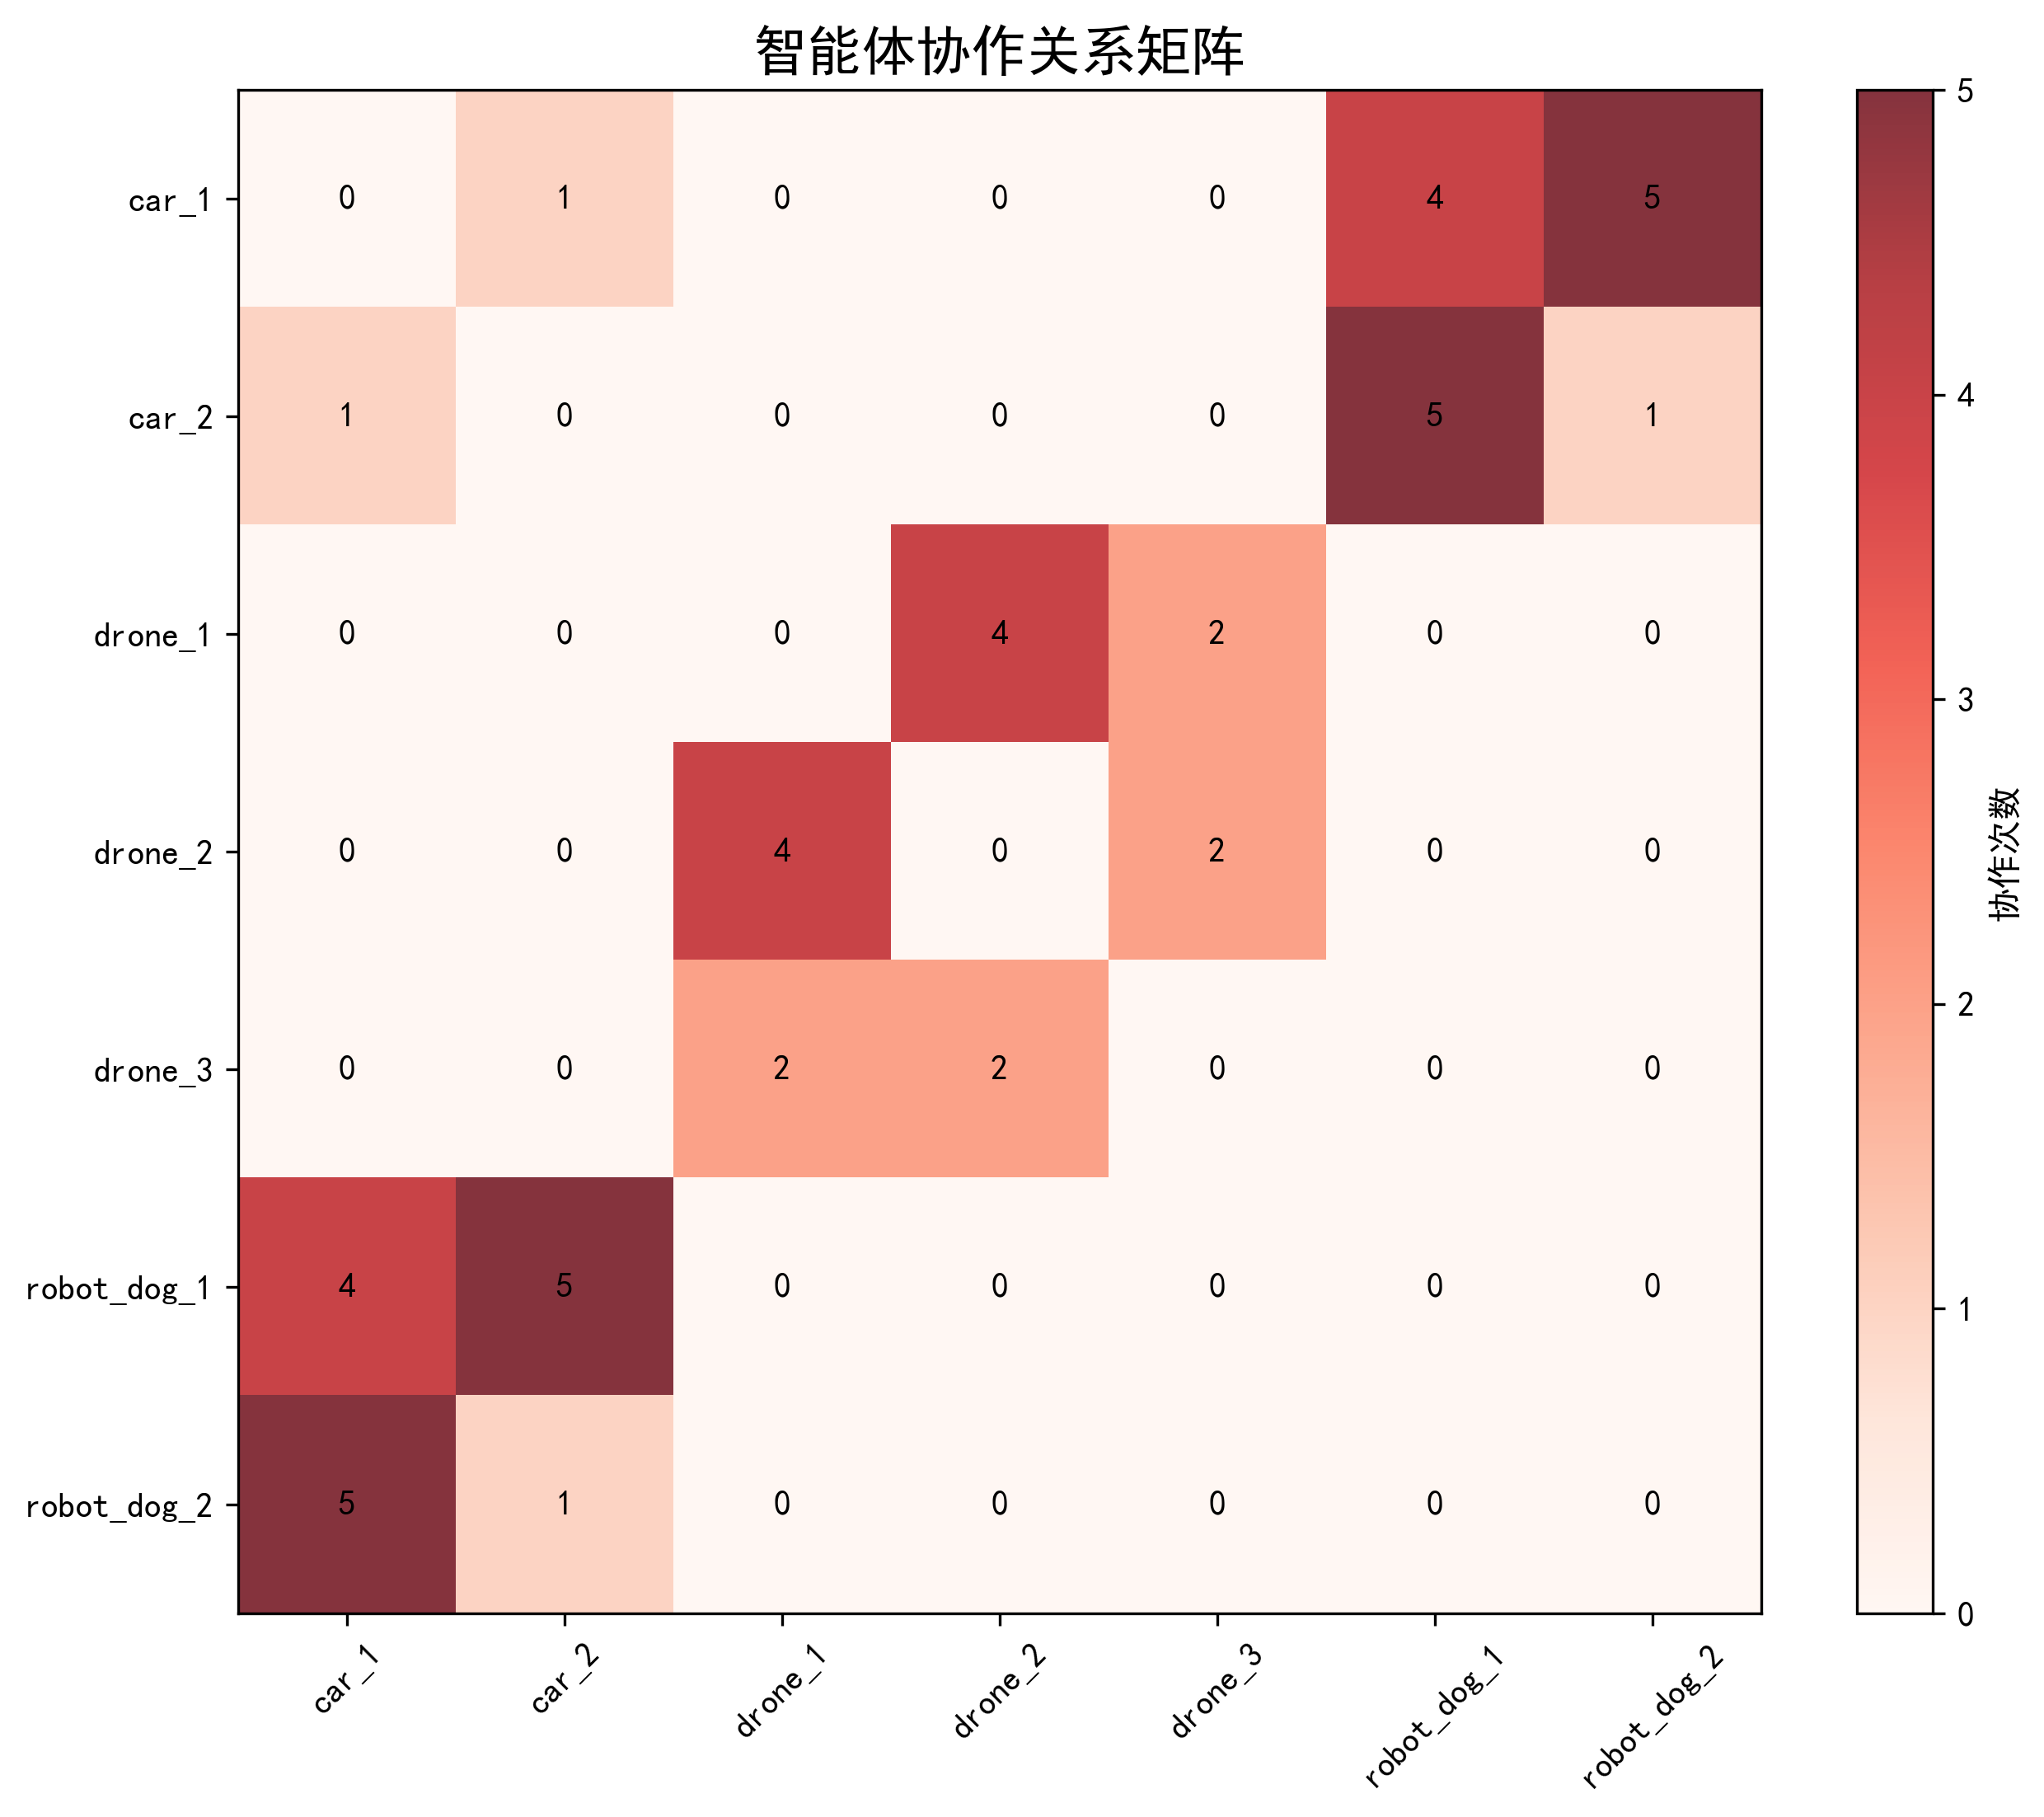 智能体协作关系矩阵
car_1 0 1 0 0 0 4 5
car_2 1 0 0 0 0 5 1
drone_1 0 0 0 4 2 0 0
drone_2 0 0 4 0 2 0 0
drone_3 0 0 2 2 0 0 0
robot_dog_1 4 5 0 0 0 0 0
robot_dog_2 5 1 0 0 0 0 0
car_1 car_2 drone_1 drone_2 drone_3 robot_dog_1 robot_dog_2
5
4
3
2
1
0
协作次数